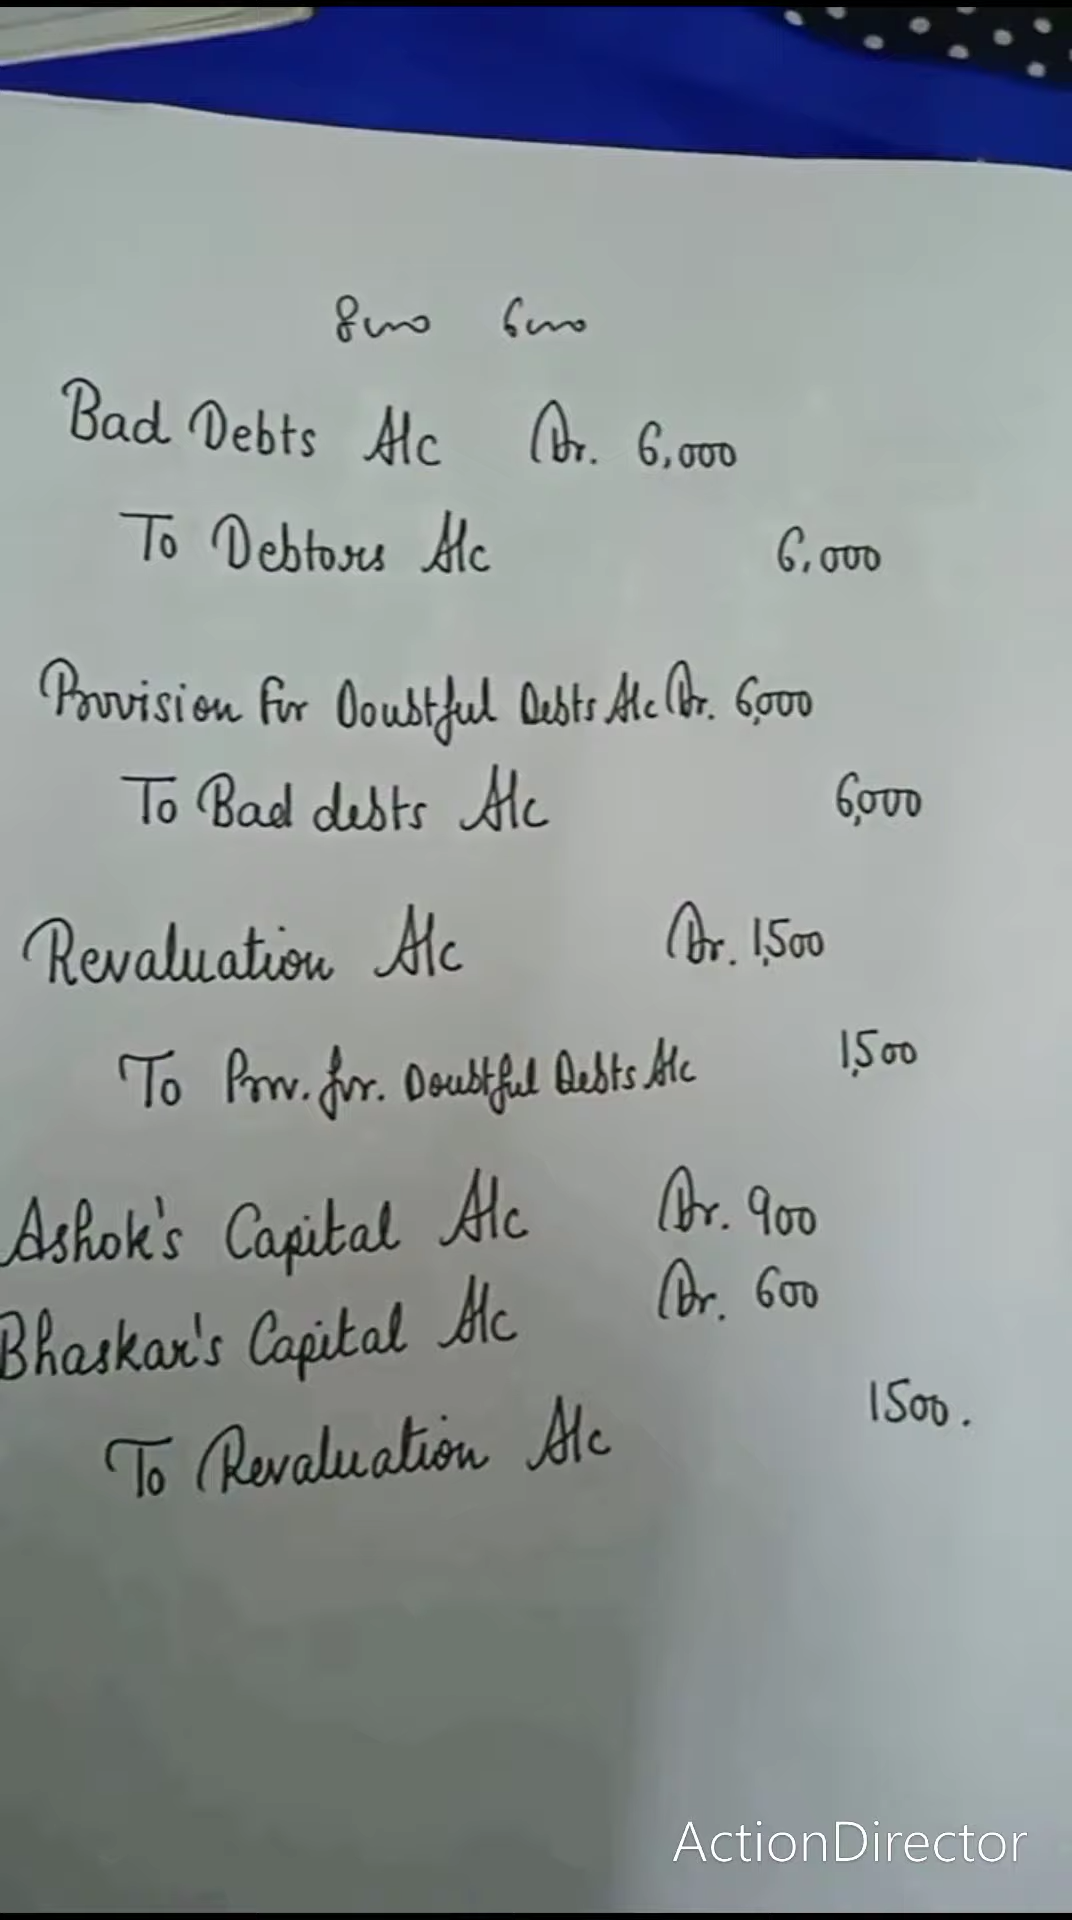 8000 6000
Bad Debts A/c Dr. 6,000
To Debtors A/c 6,000
Provision for Doubtful Debts A/c Dr. 6,000
To Bad debts A/c 6,000
Revaluation A/c Dr. 1,500
To Prov. for. Doubtful Debts A/c 1,500
Ashok's Capital A/c Dr. 900
Bhaskar's Capital A/c Dr. 600
To Revaluation A/c 1500.
ActionDirector